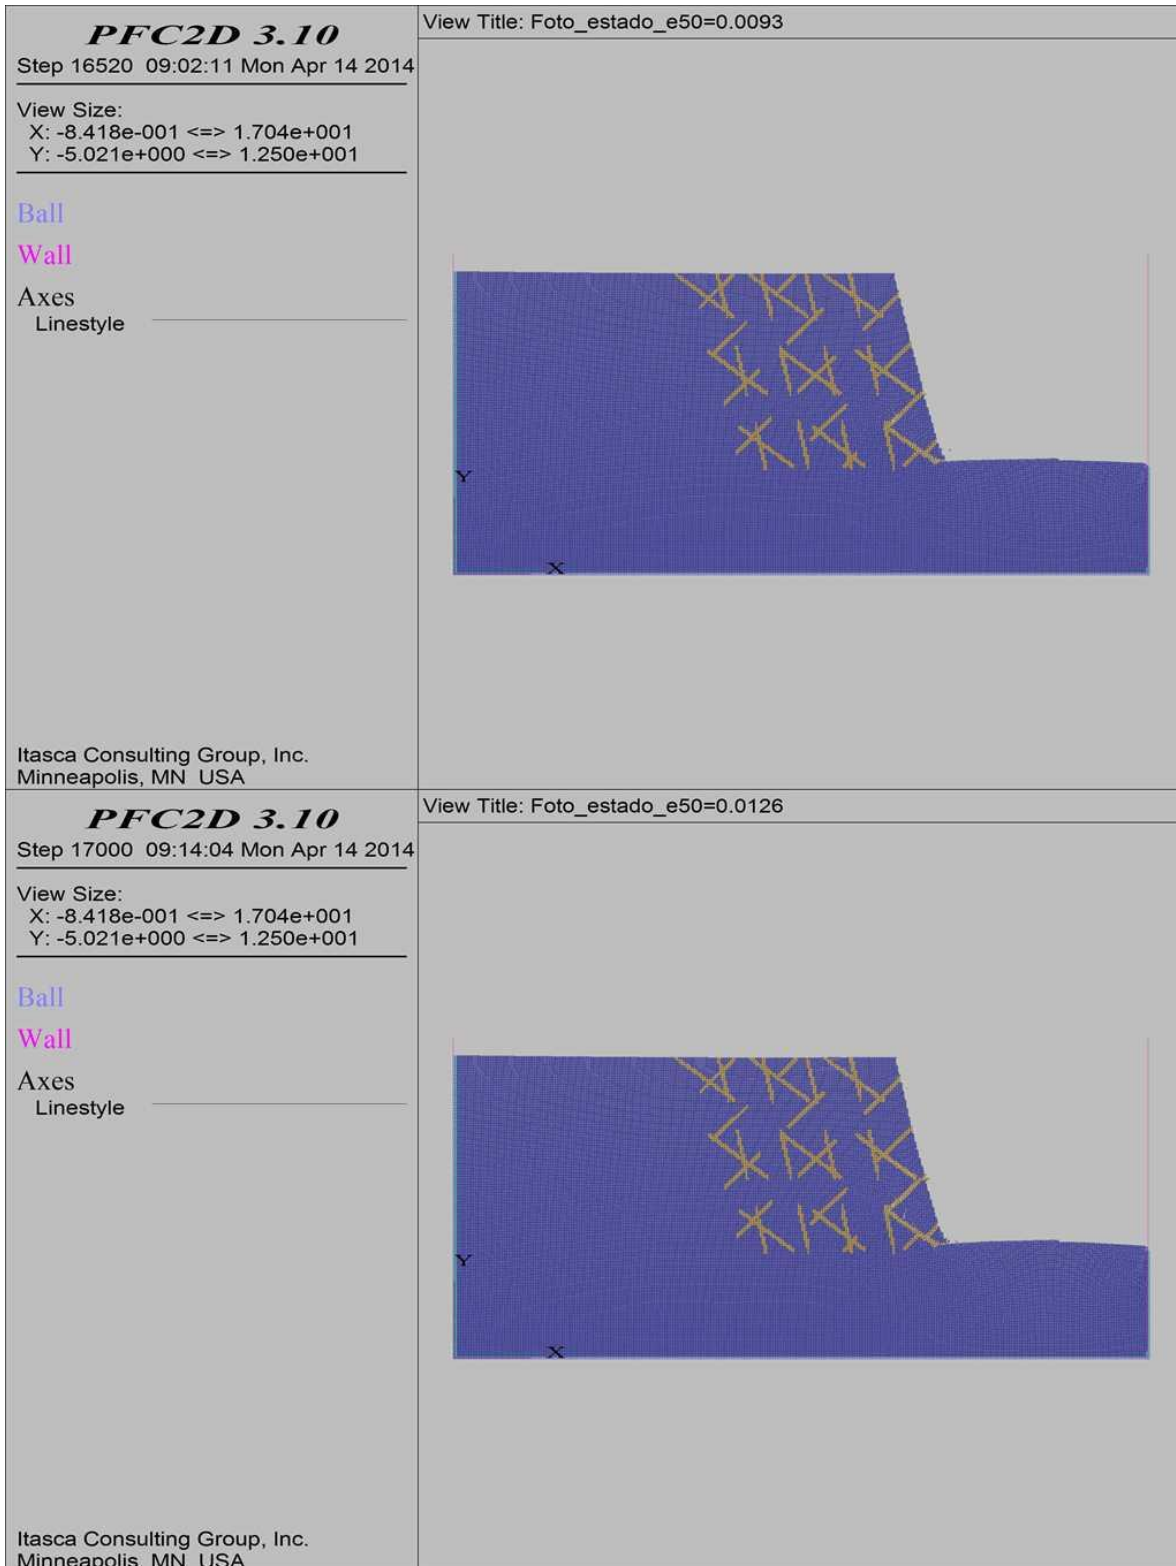 PFC2D 3.10
Step 16520  09:02:11 Mon Apr 14 2014
View Size:
X: -8.418e-001 <=> 1.704e+001
Y: -5.021e+000 <=> 1.250e+001
Ball
Wall
Axes
Linestyle
Itasca Consulting Group, Inc.
Minneapolis, MN  USA
View Title: Foto_estado_e50=0.0093
Y
X
PFC2D 3.10
Step 17000  09:14:04 Mon Apr 14 2014
View Size:
X: -8.418e-001 <=> 1.704e+001
Y: -5.021e+000 <=> 1.250e+001
Ball
Wall
Axes
Linestyle
Itasca Consulting Group, Inc.
Minneapolis, MN  USA
View Title: Foto_estado_e50=0.0126
Y
X